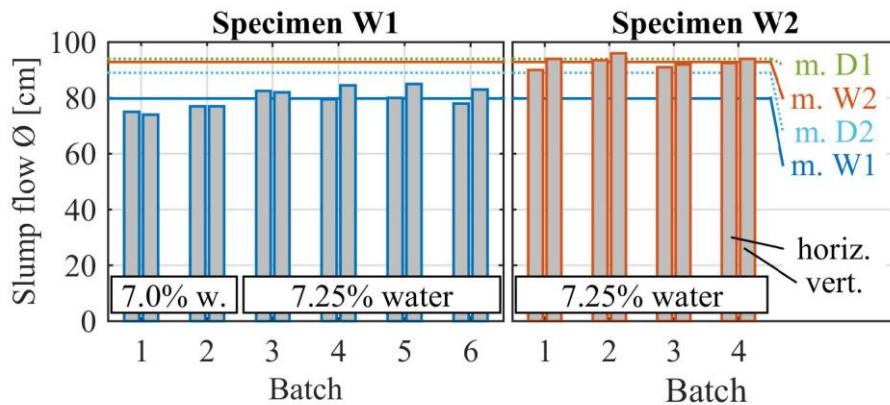 Specimen W1
Specimen W2
Slump flow Ø [cm]
100
80
60
40
20
0
m. D1
m. W2
m. D2
m. W1
horiz.
vert.
7.0% w.
7.25% water
7.25% water
1 2 3 4 5 6
1 2 3 4
Batch
Batch